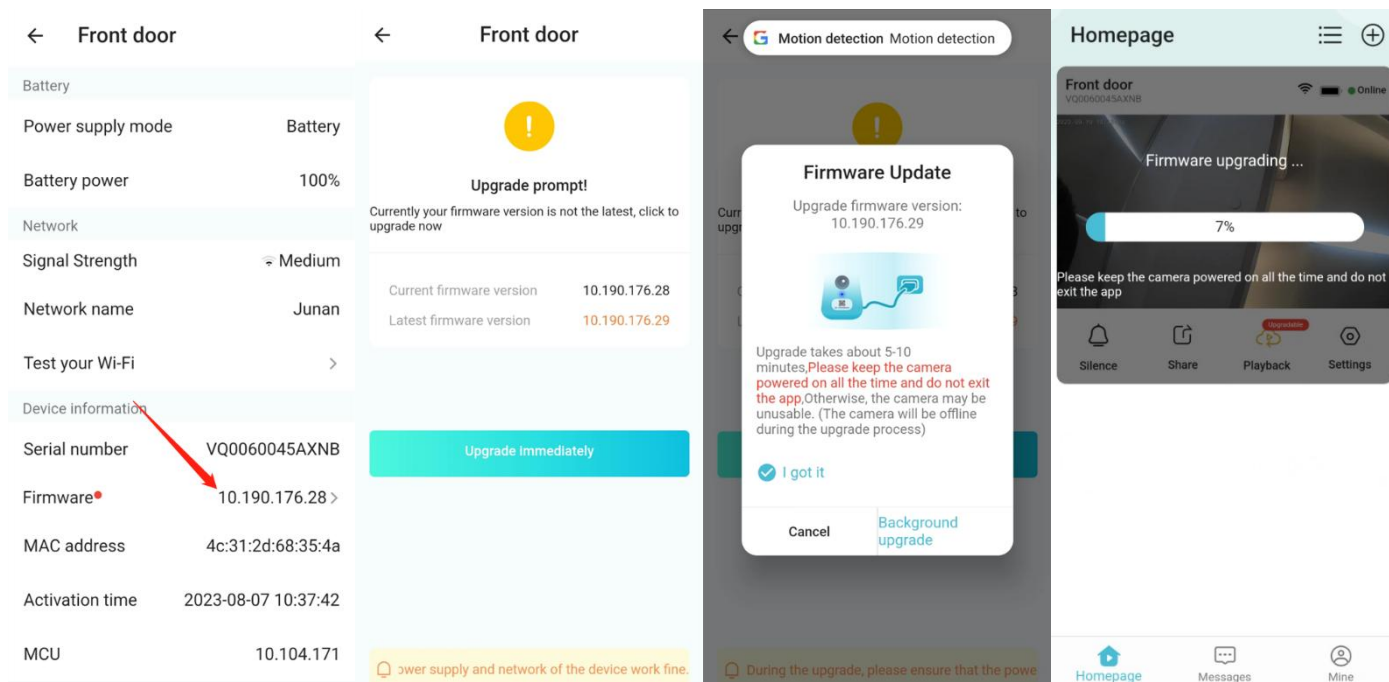 Front door
Battery
Power supply mode Battery
Battery power 100%
Network
Signal Strength Medium
Network name Junan
Test your Wi-Fi
Device information
Serial number VQ0060045AXNB
Firmware 10.190.176.28
MAC address 4c:31:2d:68:35:4a
Activation time 2023-08-07 10:37:42
MCU 10.104.171
Front door
Upgrade prompt!
Currently your firmware version is not the latest, click to
upgrade now
Current firmware version 10.190.176.28
Latest firmware version 10.190.176.29
Upgrade Immediately
ower supply and network of the device work fine.
Motion detection Motion detection
Firmware Update
Upgrade firmware version:
10.190.176.29
Upgrade takes about 5-10
minutes,Please keep the camera
powered on all the time and do not exit
the app,Otherwise, the camera may be
unusable. (The camera will be offline
during the upgrade process)
I got it
Cancel
Background
upgrade
During the upgrade, please ensure that the powe
Homepage
Front door
VQ0060045AXNB
Online
Firmware upgrading ...
7%
Please keep the camera powered on all the time and do not
exit the app
Upgradable
Silence Share Playback Settings
Homepage Messages Mine